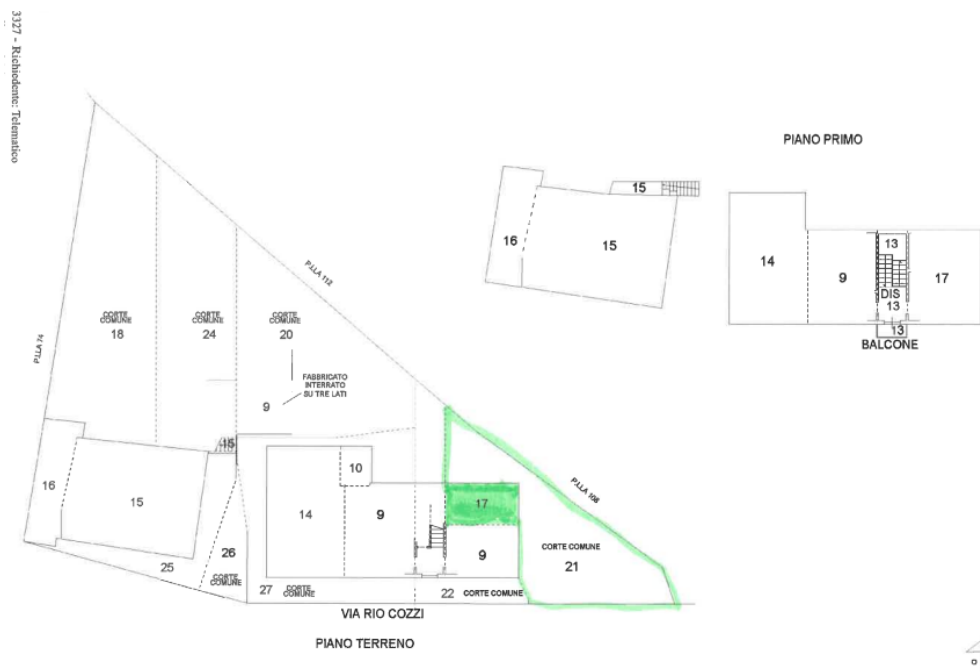 3327 - Richiedente: Telematico
PIANO PRIMO
15
16
15
14
9
13
DIS
13
17
13
BALCONE
P.LLA 112
P.LLA 74
CORTE
COMUNE
18
CORTE
COMUNE
24
CORTE
COMUNE
20
FABBRICATO
INTERRATO
SU TRE LATI
9
15
16
15
10
14
9
17
9
P.LLA 108
CORTE COMUNE
21
25
26
CORTE
COMUNE
27
CORTE
COMUNE
22
CORTE COMUNE
VIA RIO COZZI
PIANO TERRENO